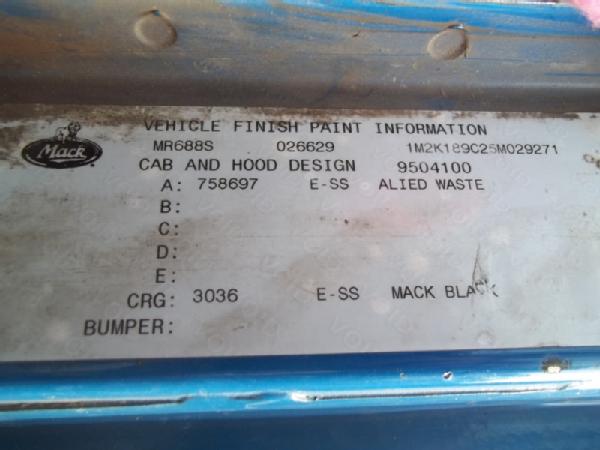 VEHICLE FINISH PAINT INFORMATION
Mack
MR688S 026629 1M2K189C25M029271
CAB AND HOOD DESIGN 9504100
A: 758697 E-SS ALIED WASTE
B:
C:
D:
E:
CRG: 3036 E-SS MACK BLACK
BUMPER: